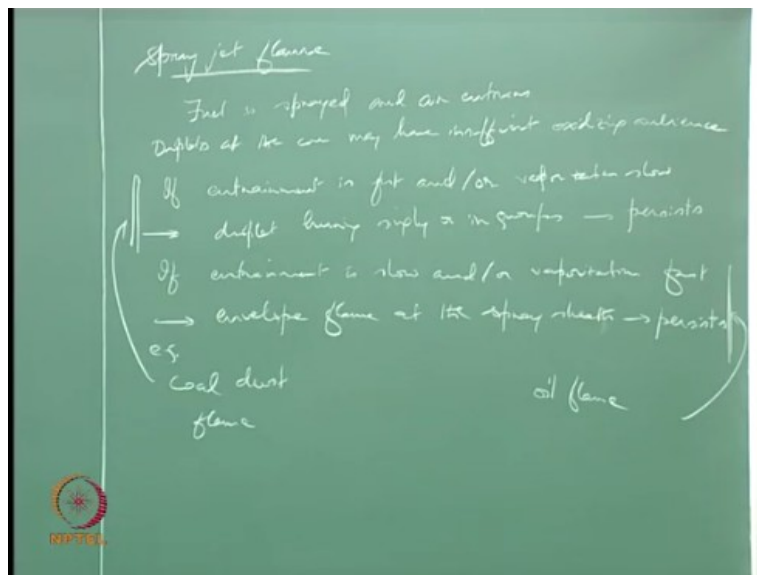 Spray jet flame
Fuel is sprayed and air entrains
Droplets at the core may have insufficient oxidizing ambience
If entrainment is fast and/or vaporization slow
→ droplet burning singly or in groups → persists
If entrainment is slow and/or vaporization fast
→ envelope flame at the spray sheath → persists
e.g.
coal dust flame
oil flame
NPTEL